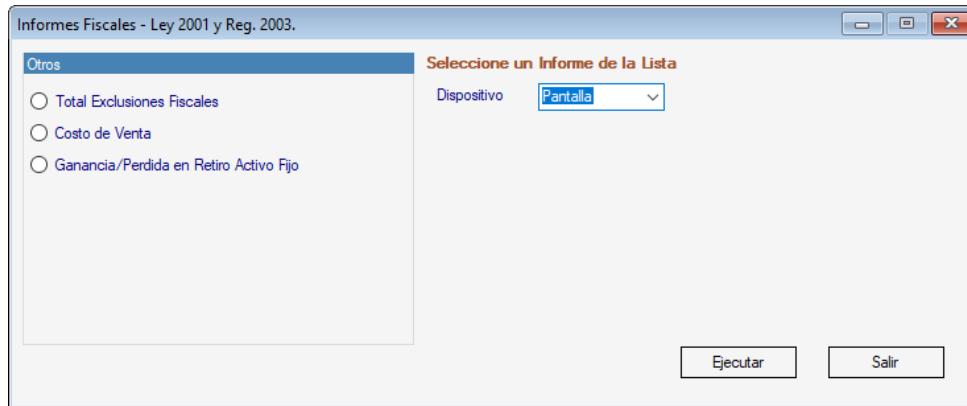 Informes Fiscales - Ley 2001 y Reg. 2003.
Otros
Total Exclusiones Fiscales
Costo de Venta
Ganancia/Perdida en Retiro Activo Fijo
Seleccione un Informe de la Lista
Dispositivo Pantalla
Ejecutar Salir